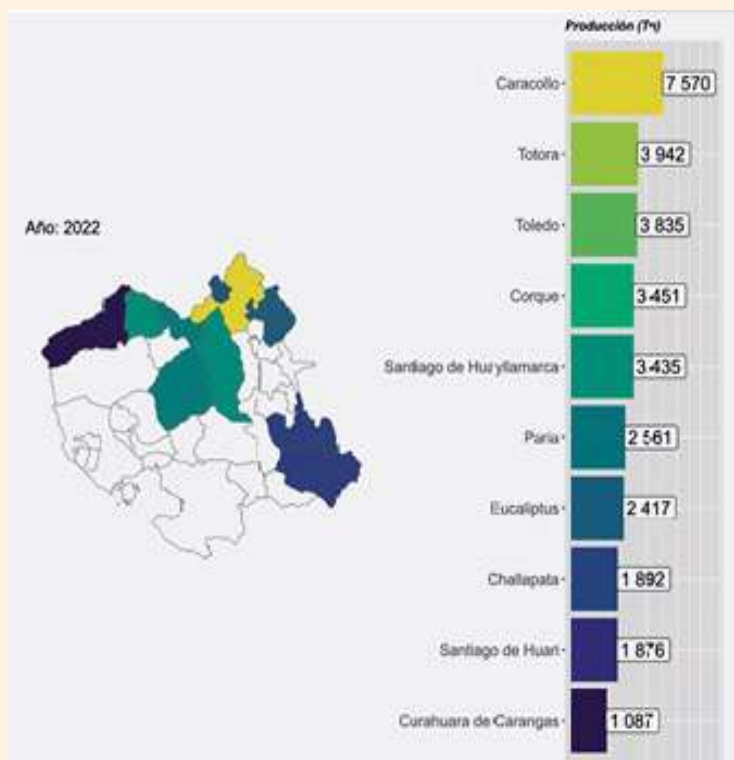 Producción (Tn)
Caracollo
7 570
Totora
3 942
Toledo
3 835
Año: 2022
Corque
3 451
Santiago de Huayllamarca
3 435
Paria
2 561
Eucaliptus
2 417
Challapata
1 892
Santiago de Huari
1 876
Curahuara de Carangas
1 087